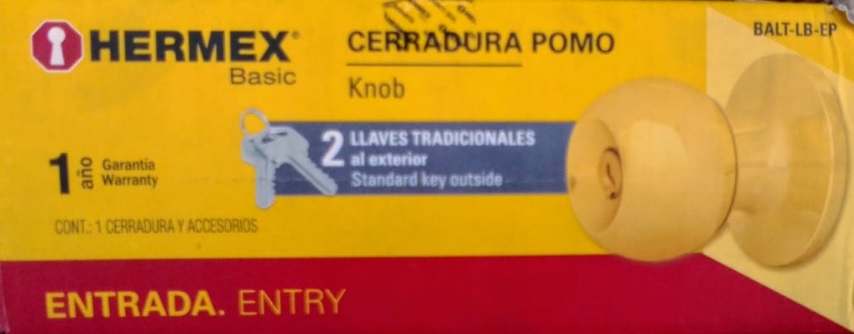 HERMEX®
Basic
CERRADURA POMO
Knob
BALT-LB-EP
2 LLAVES TRADICIONALES
al exterior
Standard key outside
1 año Garantía
Warranty
CONT.: 1 CERRADURA Y ACCESORIOS
ENTRADA. ENTRY